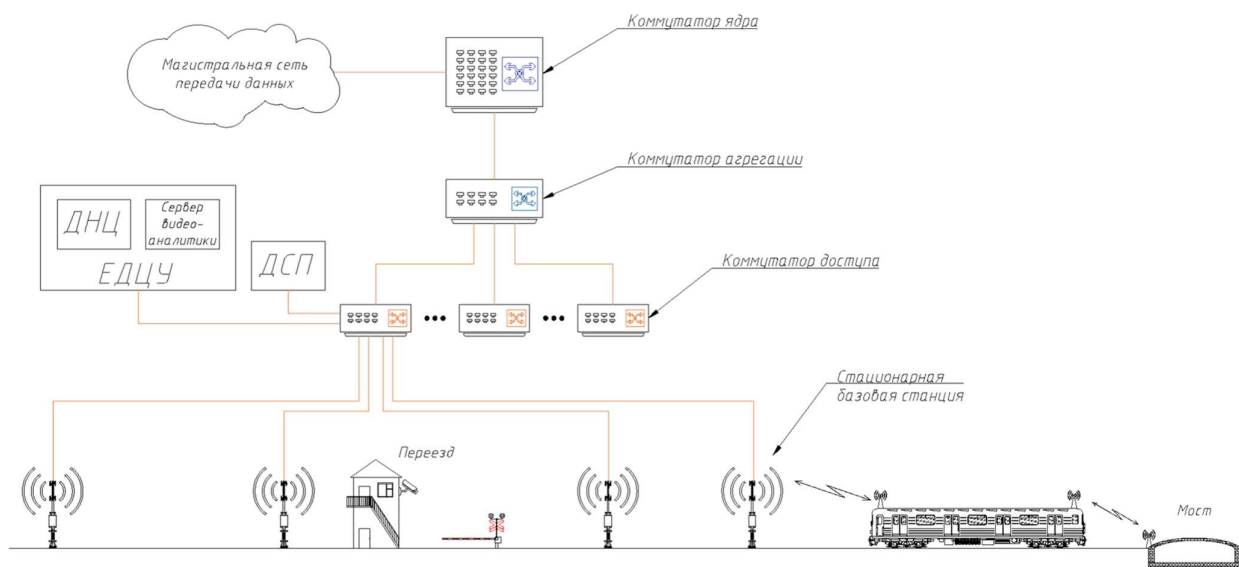 Коммутатор ядра
Магистральная сеть
передачи данных
Коммутатор агрегации
ДНЦ
Сервер
видео-
аналитики
ЕДЦУ
ДСП
Коммутатор доступа
Стационарная
базовая станция
Переезд
Мост